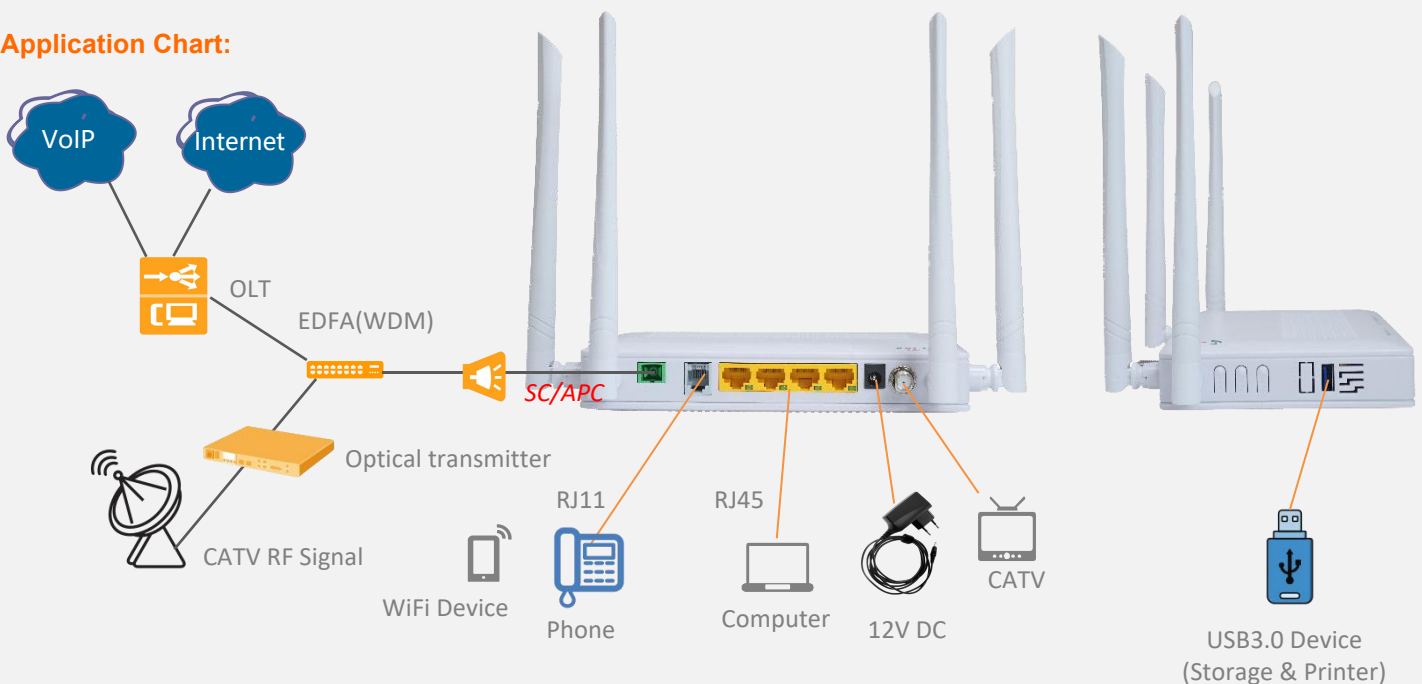 Application Chart:
VoIP
Internet
OLT
EDFA(WDM)
SC/APC
Optical transmitter
RJ11
RJ45
CATV RF Signal
CATV
WiFi Device
Phone
Computer
12V DC
USB3.0 Device
(Storage & Printer)